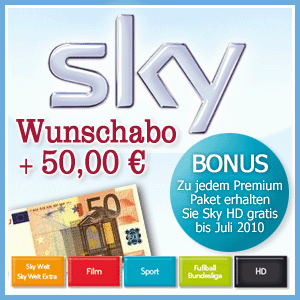 sky
Wunschabo
+ 50,00 €
BONUS
Zu jedem Premium
Paket erhalten
Sie Sky HD gratis
bis Juli 2010
50
Sky Welt
Sky Welt Extra
Film
Sport
Fußball
Bundesliga
HD